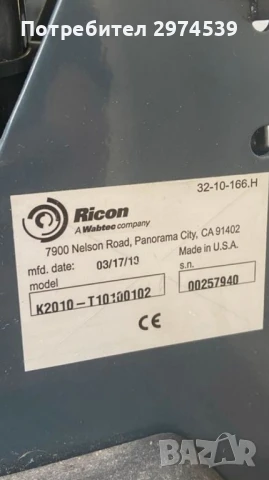 Потребител 2974539
32-10-166.H
Ricon
A Wabtec company
7900 Nelson Road, Panorama City, CA 91402
mfd. date: 03/17/10 Made in U.S.A.
model s.n.
K2010-T10100102 00257940
CE
BAZAR